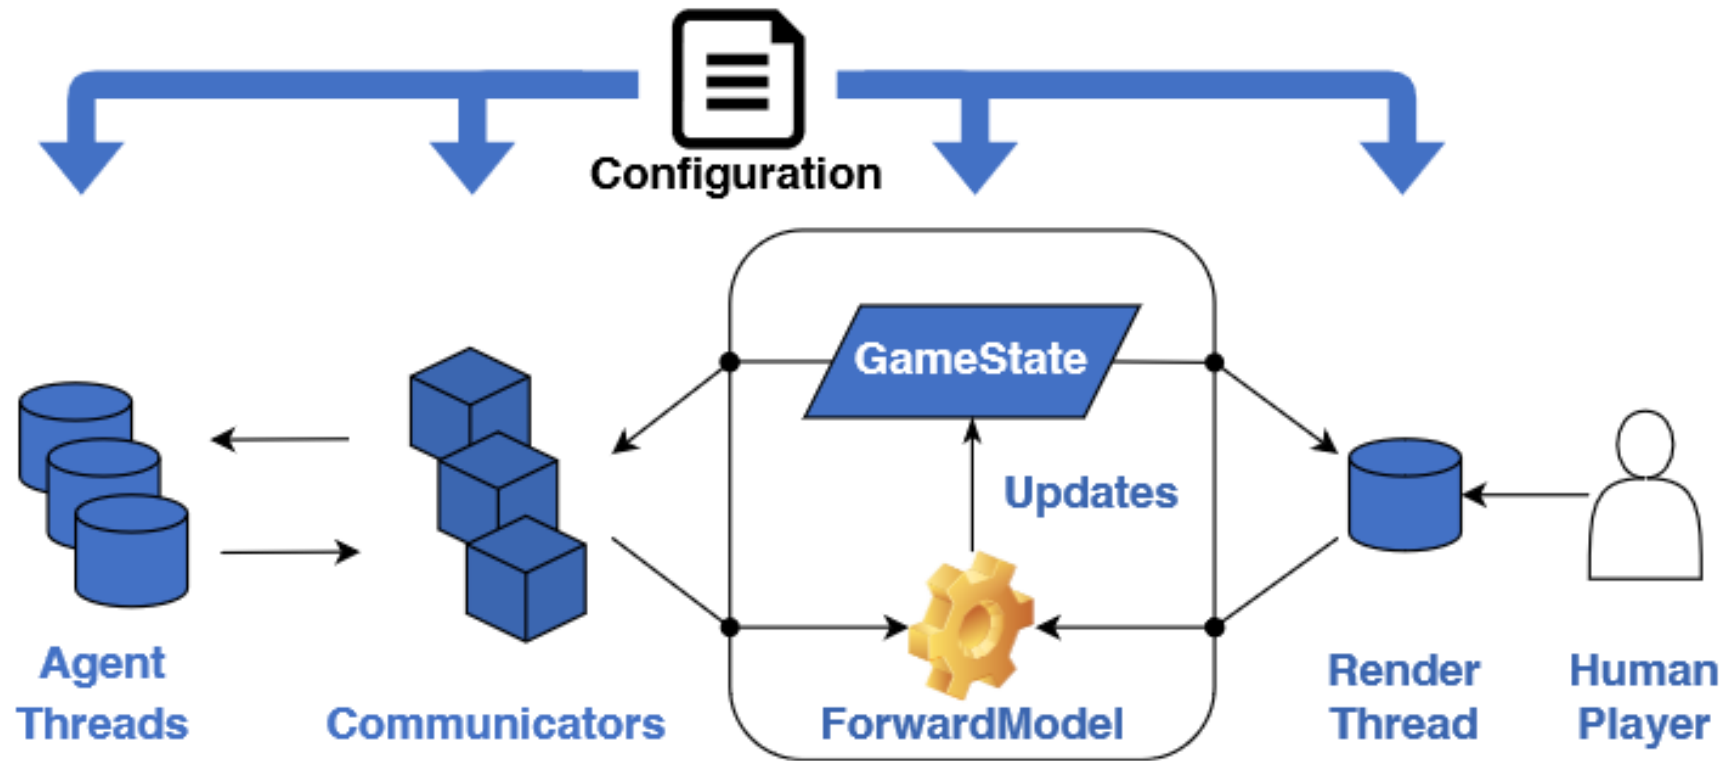 Configuration
GameState
Updates
Agent
Threads
Communicators
ForwardModel
Render
Thread
Human
Player